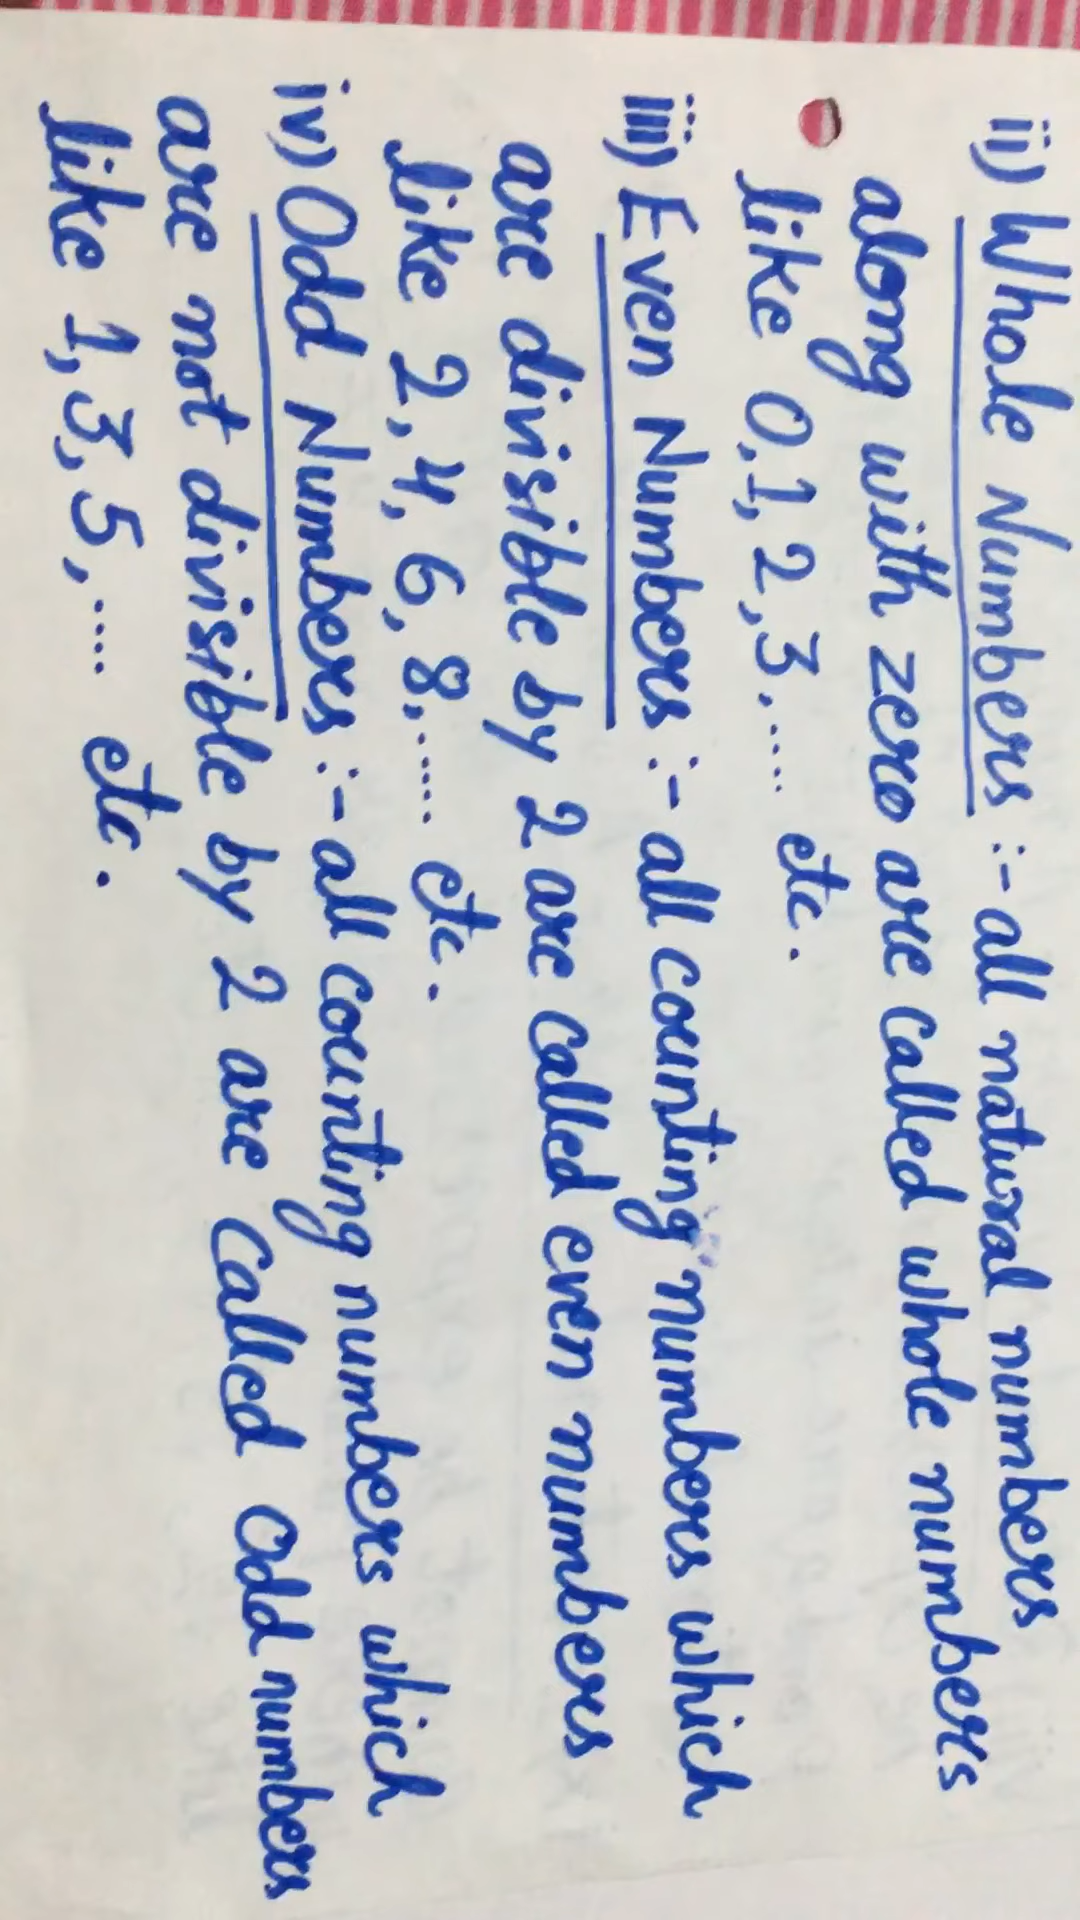 ii) Whole Numbers :- all natural numbers
along with zero are called whole numbers
like 0,1,2,3..... etc.
iii) Even Numbers :- all counting numbers which
are divisible by 2 are called even numbers
like 2,4,6,8,.... etc.
iv) Odd Numbers :- all counting numbers which
are not divisible by 2 are called odd numbers
like 1,3,5,..... etc.